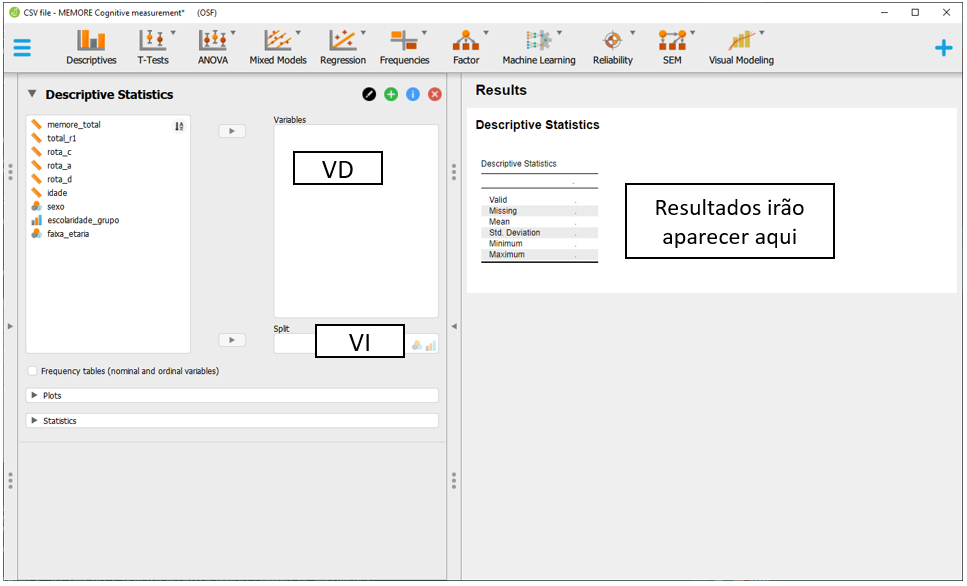 CSV file - MEMORE Cognitive measurement* (OSF)
Descriptives T-Tests ANOVA Mixed Models Regression Frequencies Factor Machine Learning Reliability SEM Visual Modeling
Descriptive Statistics
memore_total
total_r1
rota_c
rota_a
rota_d
idade
sexo
escolaridade_grupo
faixa_etaria
Variables
VD
Split
VI
Frequency tables (nominal and ordinal variables)
Plots
Statistics
Results
Descriptive Statistics
Descriptive Statistics
.
Valid .
Missing .
Mean .
Std. Deviation .
Minimum .
Maximum .
Resultados irão
aparecer aqui